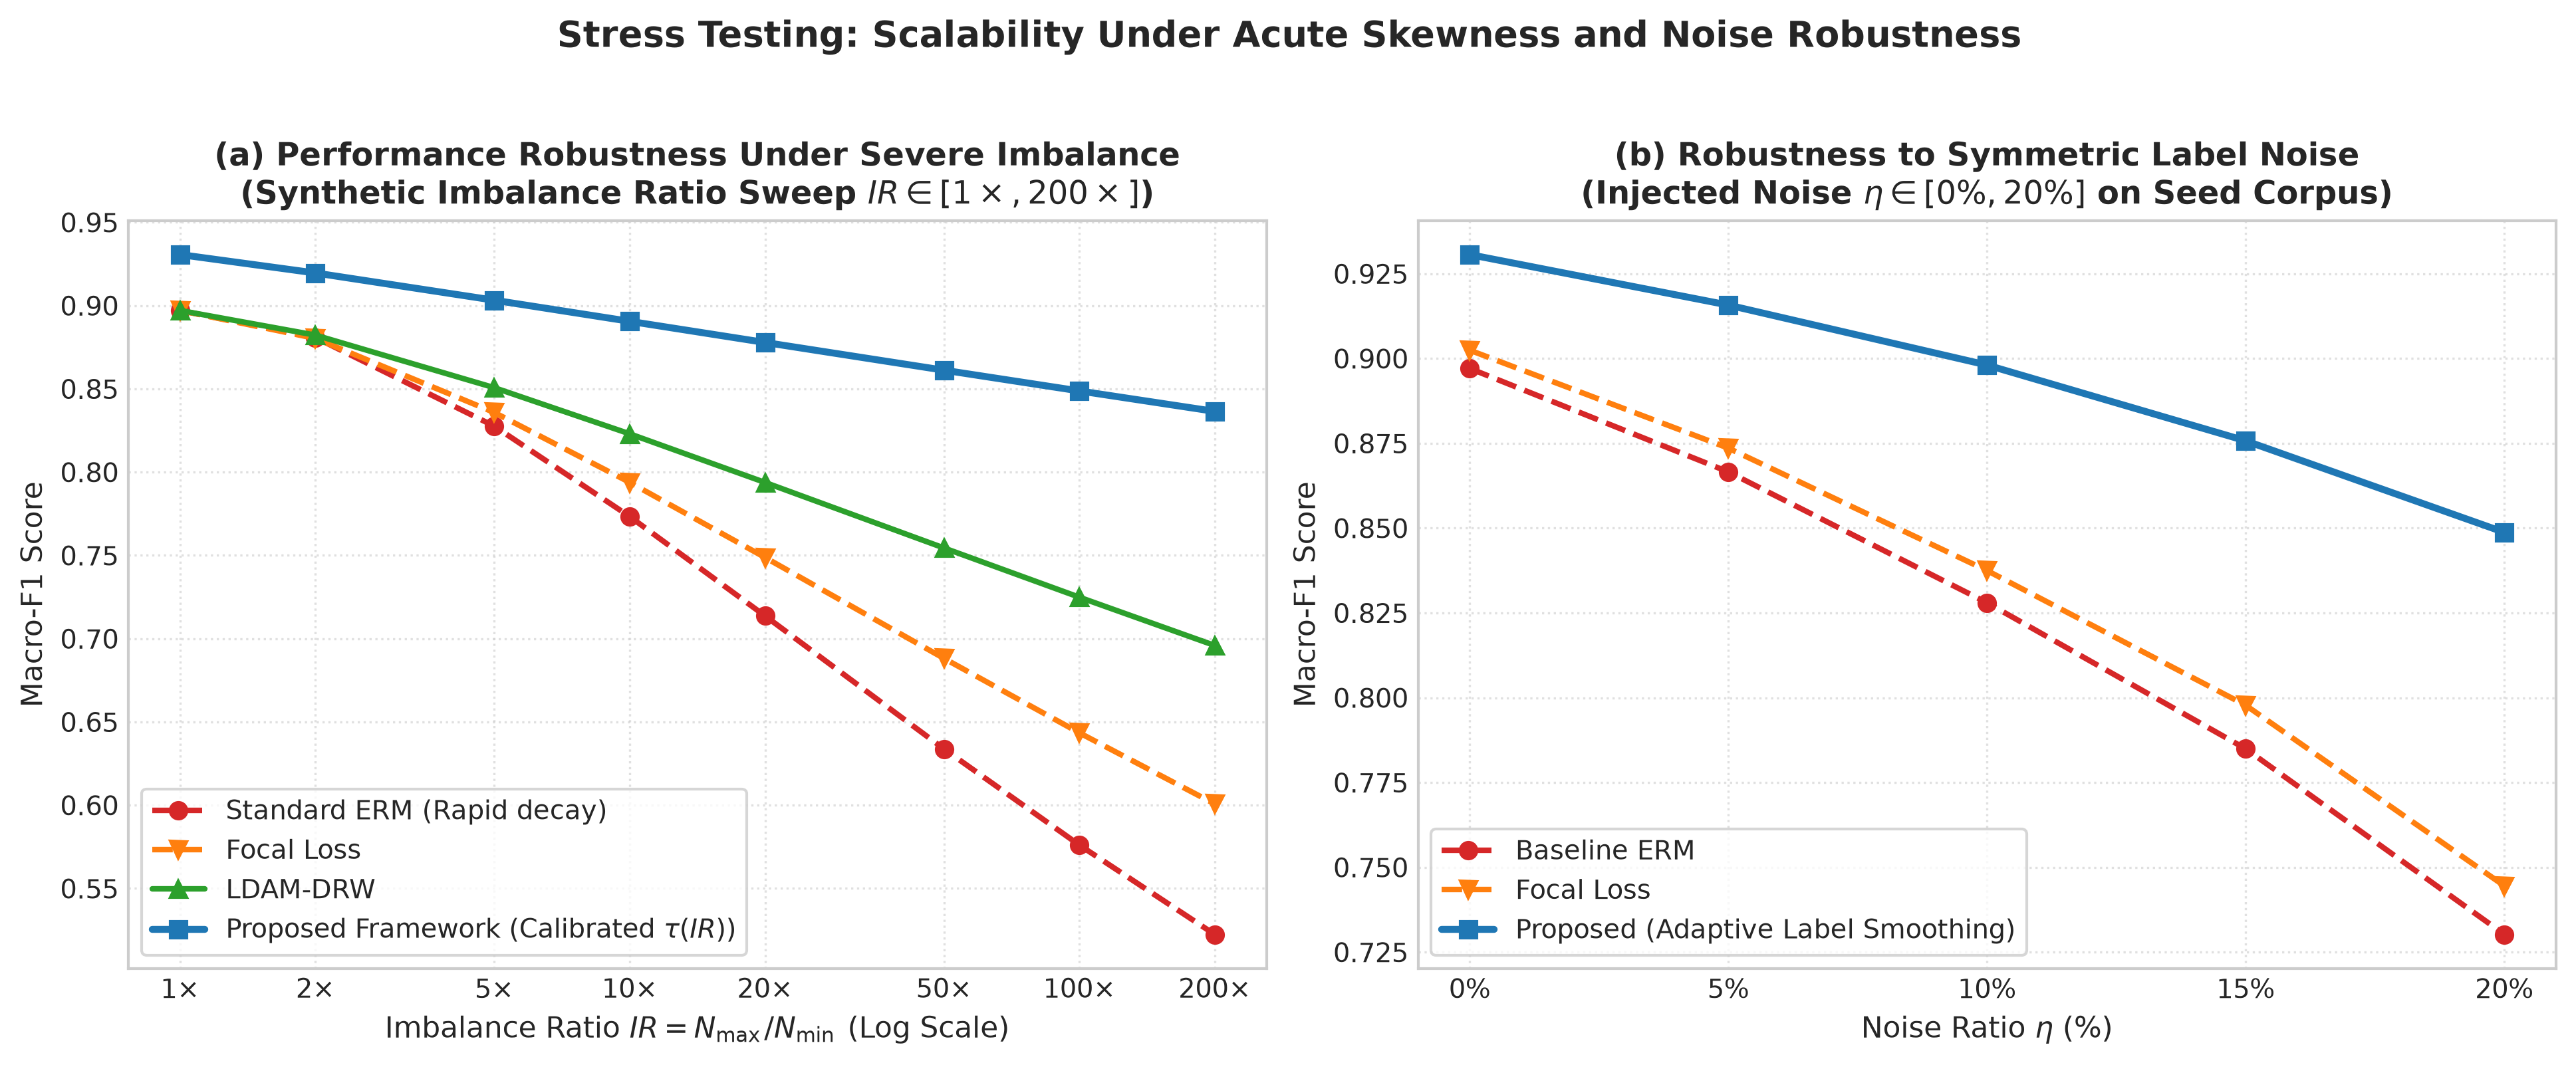 Stress Testing: Scalability Under Acute Skewness and Noise Robustness
(a) Performance Robustness Under Severe Imbalance
(Synthetic Imbalance Ratio Sweep IR ∈ [1 × , 200 × ])
0.95
0.90
0.85
0.80
0.75
0.70
0.65
0.60
0.55
Macro-F1 Score
Standard ERM (Rapid decay)
Focal Loss
LDAM-DRW
Proposed Framework (Calibrated τ(IR))
1× 2× 5× 10× 20× 50× 100× 200×
Imbalance Ratio IR = N_max/N_min (Log Scale)
(b) Robustness to Symmetric Label Noise
(Injected Noise η ∈ [0%, 20%] on Seed Corpus)
0.925
0.900
0.875
0.850
0.825
0.800
0.775
0.750
0.725
Macro-F1 Score
Baseline ERM
Focal Loss
Proposed (Adaptive Label Smoothing)
0% 5% 10% 15% 20%
Noise Ratio η (%)